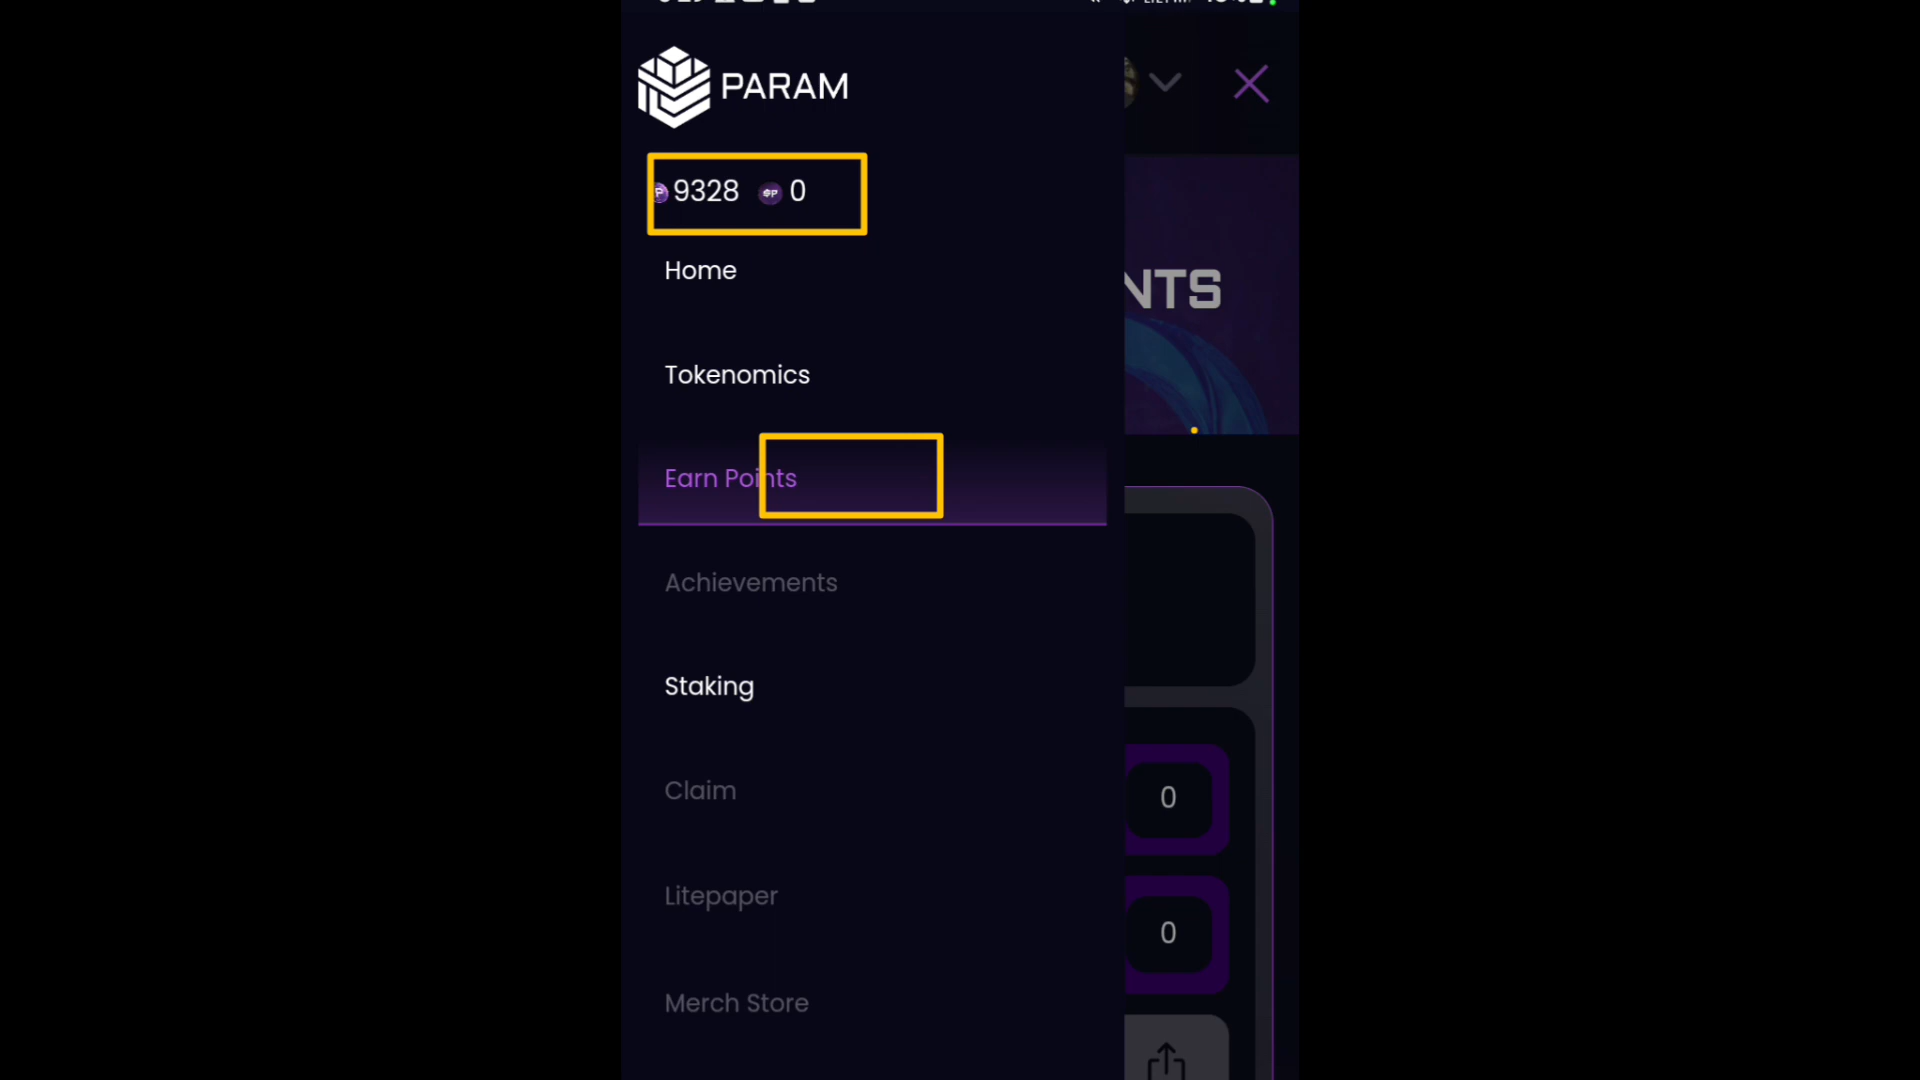 PARAM
9328 0
Home
NTS
Tokenomics
Earn Points
Achievements
Staking
Claim
0
Litepaper
0
Merch Store